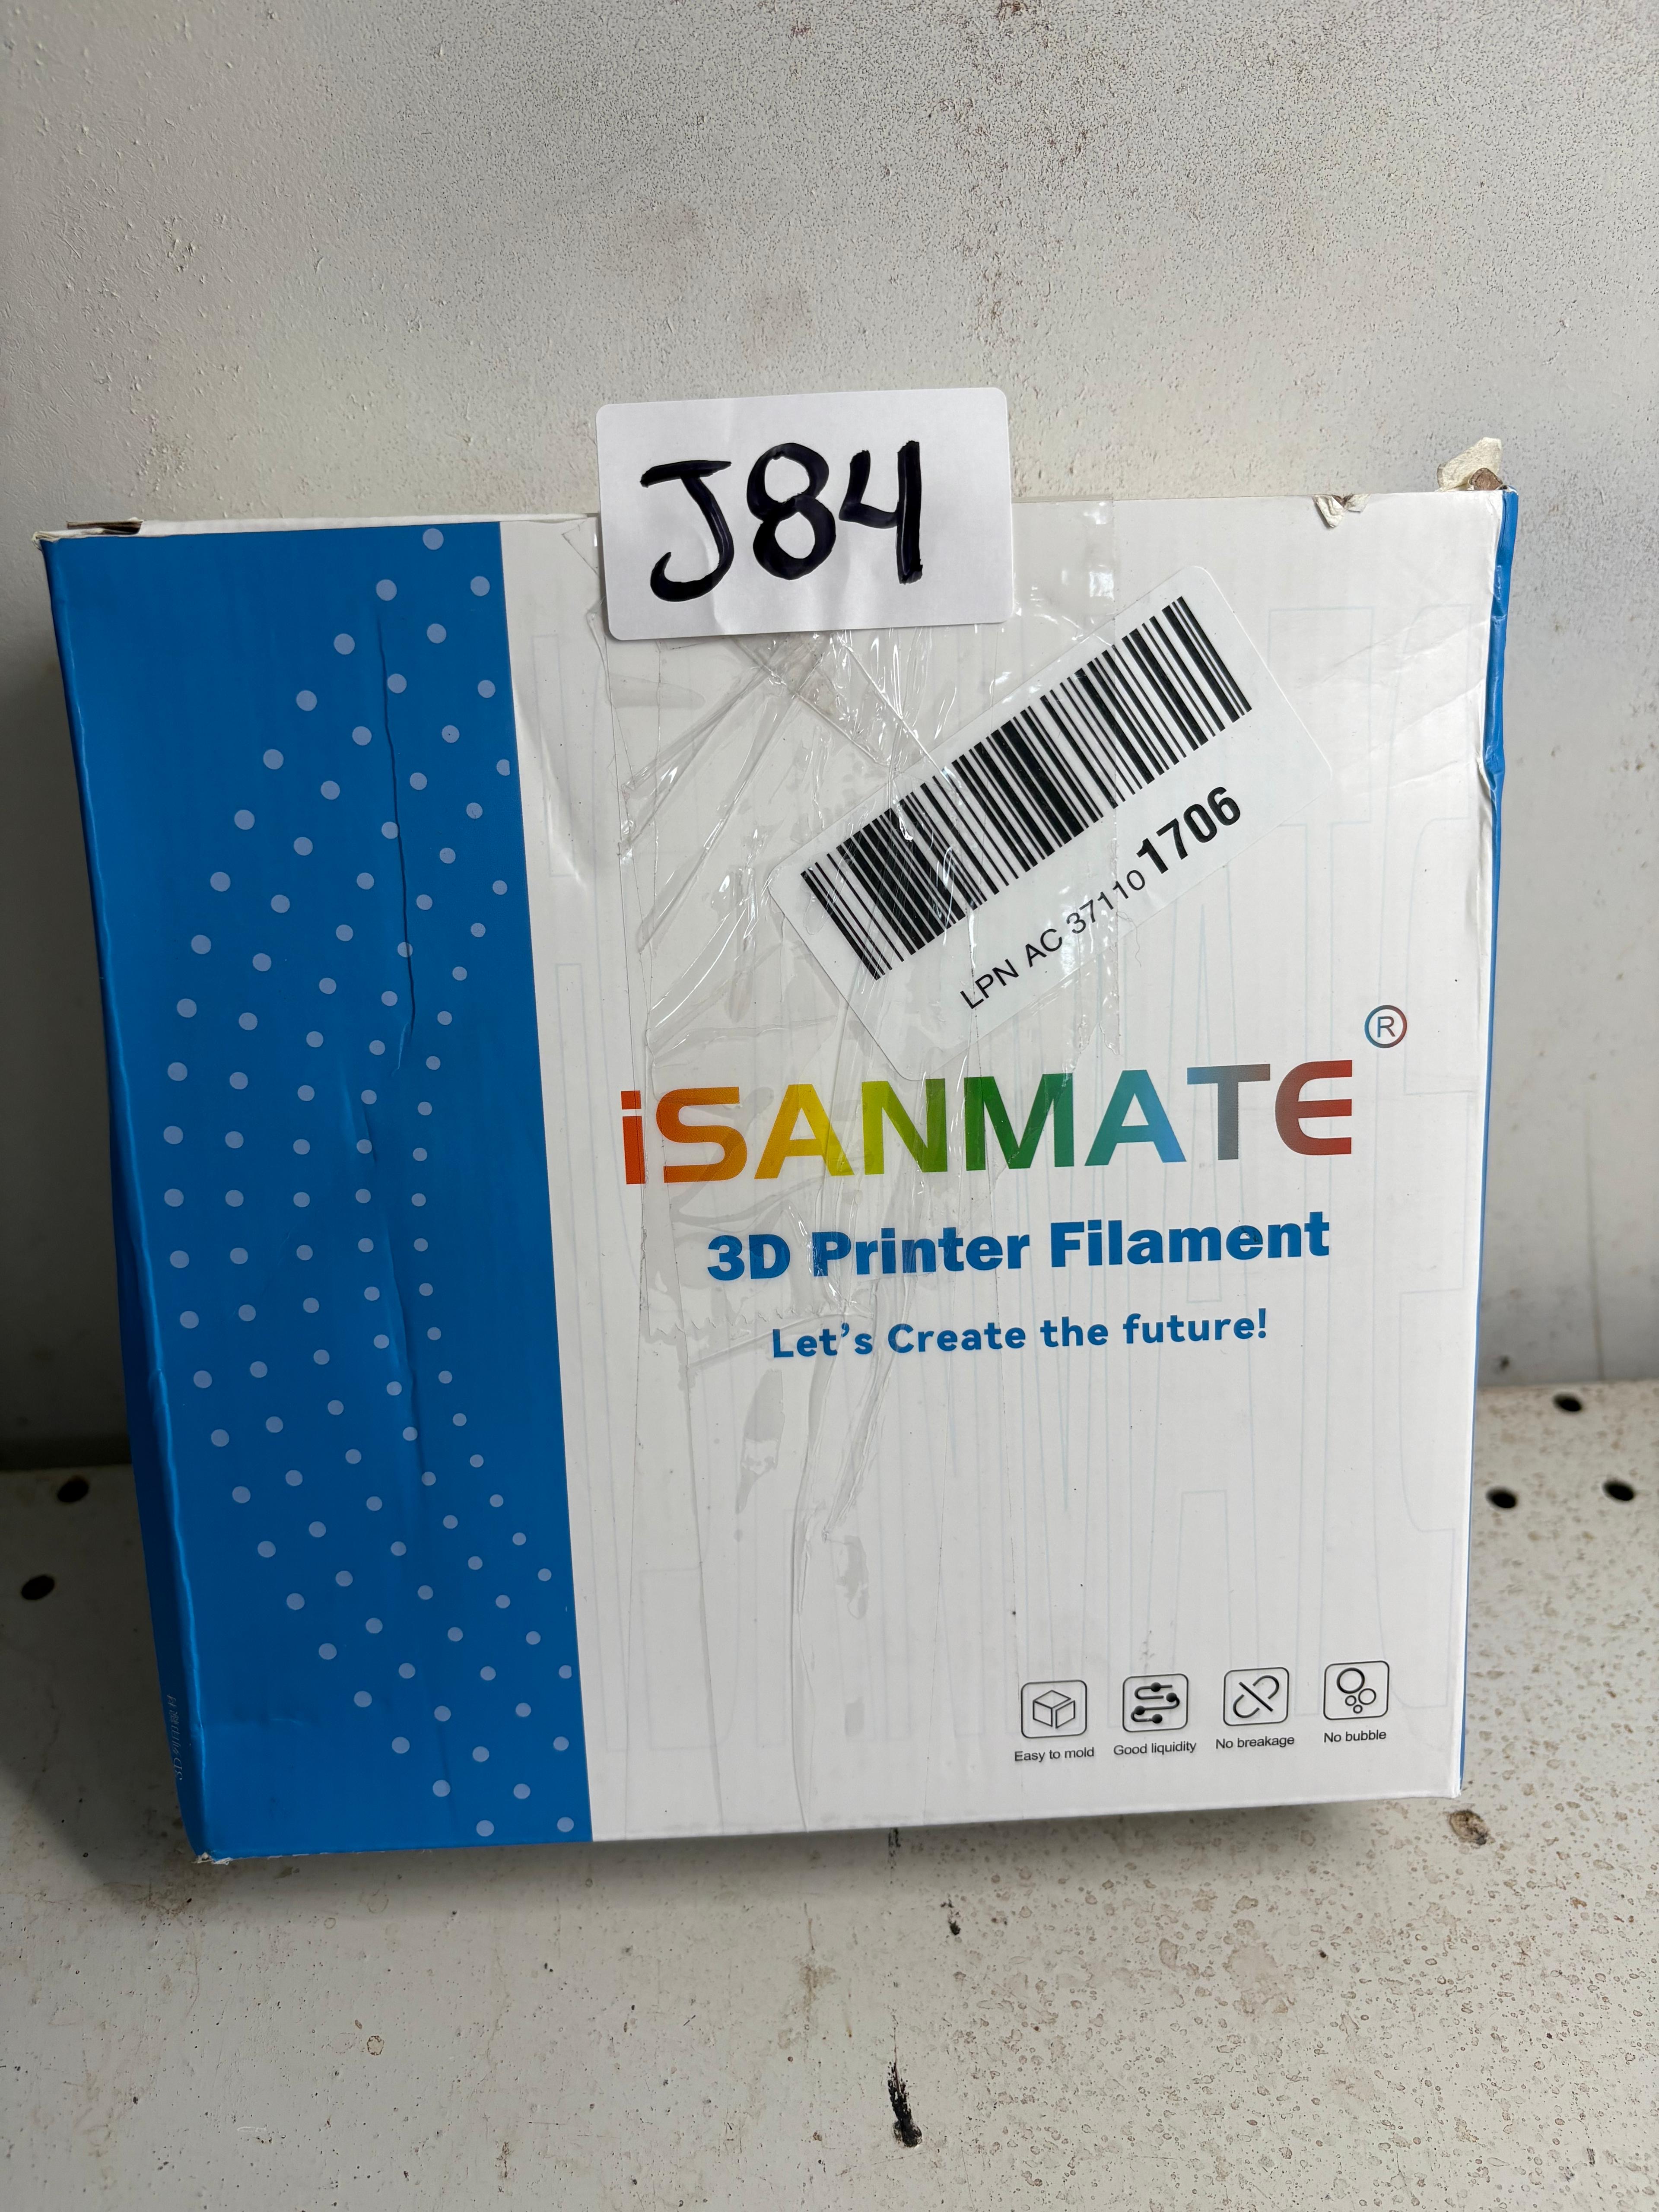 J84
LPN AC 37110 1706
iSANMATE®
3D Printer Filament
Let's Create the future!
Easy to mold
Good liquidity
No breakage
No bubble